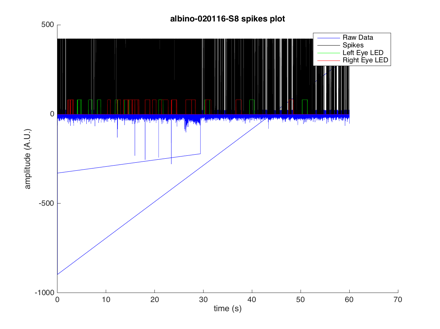 albino-020116-S8 spikes plot
500
0
-500
-1000
amplitude (A.U.)
Raw Data
Spikes
Left Eye LED
Right Eye LED
0 10 20 30 40 50 60 70
time (s)